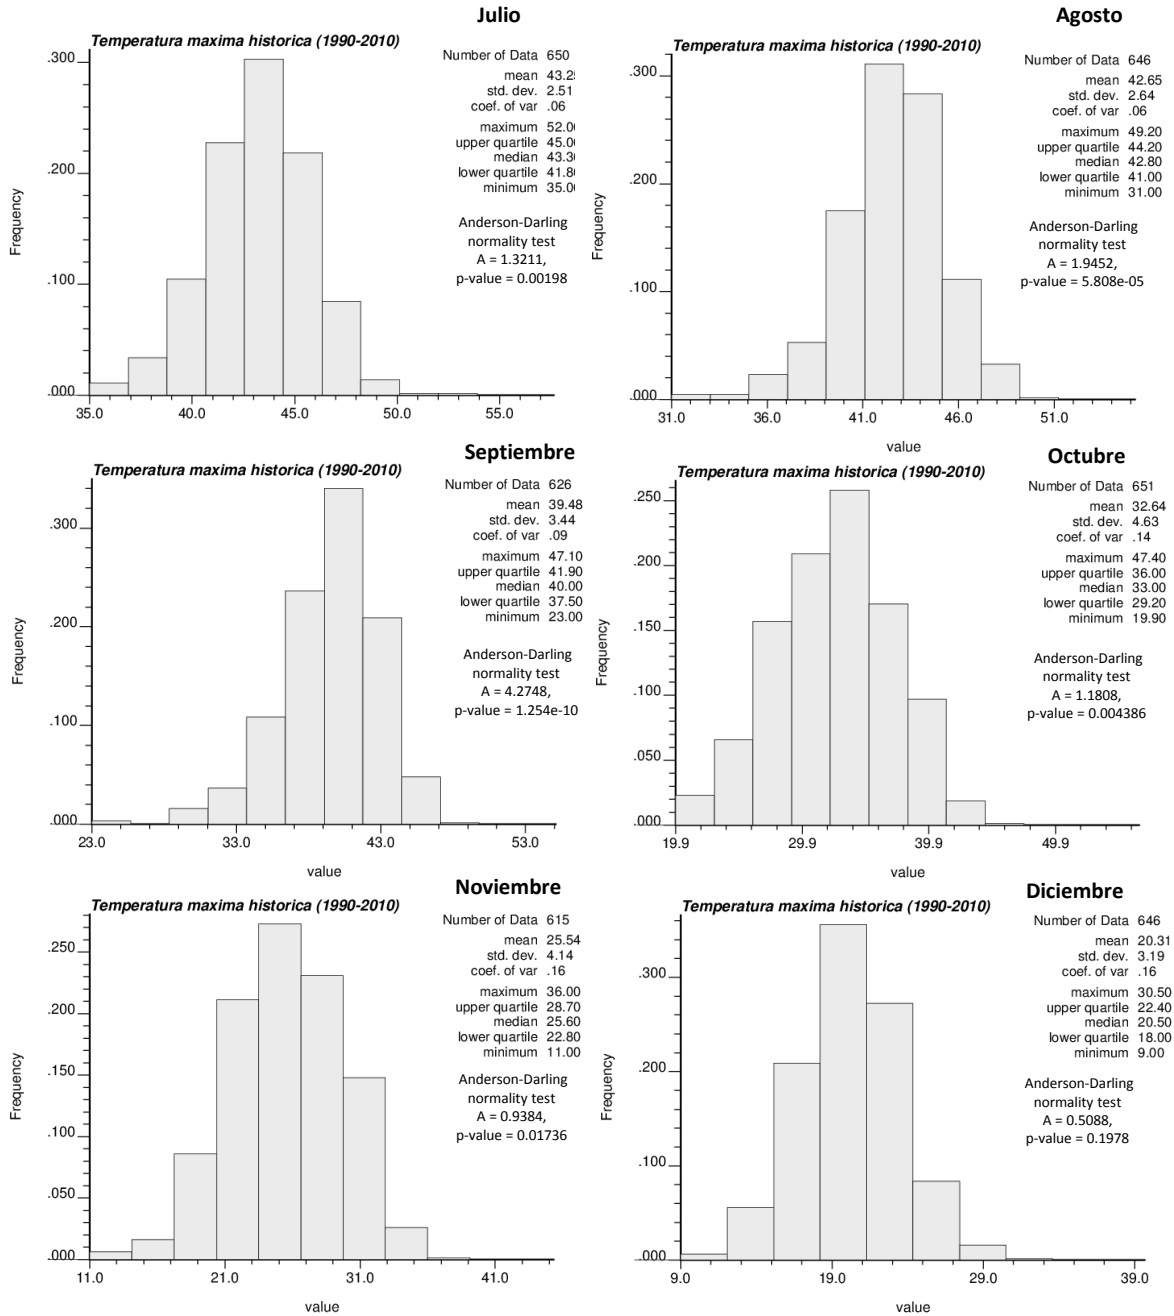 Julio
Temperatura maxima historica (1990-2010)
Number of Data 650
mean 43.2
std. dev. 2.51
coef. of var .06
maximum 52.0
upper quartile 45.0
median 43.3
lower quartile 41.8
minimum 35.0
Anderson-Darling
normality test
A = 1.3211,
p-value = 0.00198
Frequency
.300
.200
.100
.000
35.0 40.0 45.0 50.0 55.0
Agosto
Temperatura maxima historica (1990-2010)
Number of Data 646
mean 42.65
std. dev. 2.64
coef. of var .06
maximum 49.20
upper quartile 44.20
median 42.80
lower quartile 41.00
minimum 31.00
Anderson-Darling
normality test
A = 1.9452,
p-value = 5.808e-05
Frequency
.300
.200
.100
.000
31.0 36.0 41.0 46.0 51.0
value
Septiembre
Temperatura maxima historica (1990-2010)
Number of Data 626
mean 39.48
std. dev. 3.44
coef. of var .09
maximum 47.10
upper quartile 41.90
median 40.00
lower quartile 37.50
minimum 23.00
Anderson-Darling
normality test
A = 4.2748,
p-value = 1.254e-10
Frequency
.300
.200
.100
.000
23.0 33.0 43.0 53.0
value
Octubre
Temperatura maxima historica (1990-2010)
Number of Data 651
mean 32.64
std. dev. 4.63
coef. of var .14
maximum 47.40
upper quartile 36.00
median 33.00
lower quartile 29.20
minimum 19.90
Anderson-Darling
normality test
A = 1.1808,
p-value = 0.004386
Frequency
.250
.200
.150
.100
.050
.000
19.9 29.9 39.9 49.9
value
Noviembre
Temperatura maxima historica (1990-2010)
Number of Data 615
mean 25.54
std. dev. 4.14
coef. of var .16
maximum 36.00
upper quartile 28.70
median 25.60
lower quartile 22.80
minimum 11.00
Anderson-Darling
normality test
A = 0.9384,
p-value = 0.01736
Frequency
.250
.200
.150
.100
.050
.000
11.0 21.0 31.0 41.0
value
Diciembre
Temperatura maxima historica (1990-2010)
Number of Data 646
mean 20.31
std. dev. 3.19
coef. of var .16
maximum 30.50
upper quartile 22.40
median 20.50
lower quartile 18.00
minimum 9.00
Anderson-Darling
normality test
A = 0.5088,
p-value = 0.1978
Frequency
.300
.200
.100
.000
9.0 19.0 29.0 39.0
value